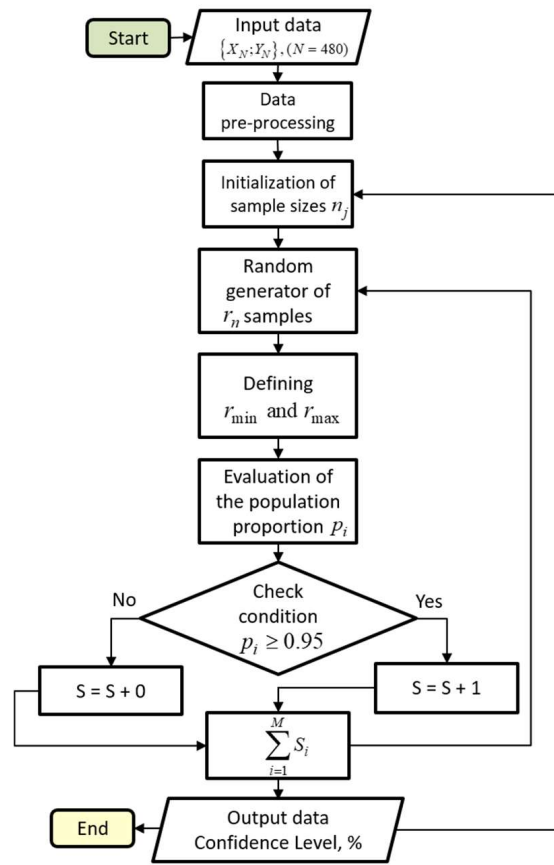 Start
Input data
{X_N;Y_N},(N = 480)
Data
pre-processing
Initialization of
sample sizes n_j
Random
generator of
r_n samples
Defining
r_min and r_max
Evaluation of
the population
proportion p_i
No
Check
condition
p_i ≥ 0.95
Yes
S = S + 0
S = S + 1
M
∑ S_i
i=1
Output data
Confidence Level, %
End